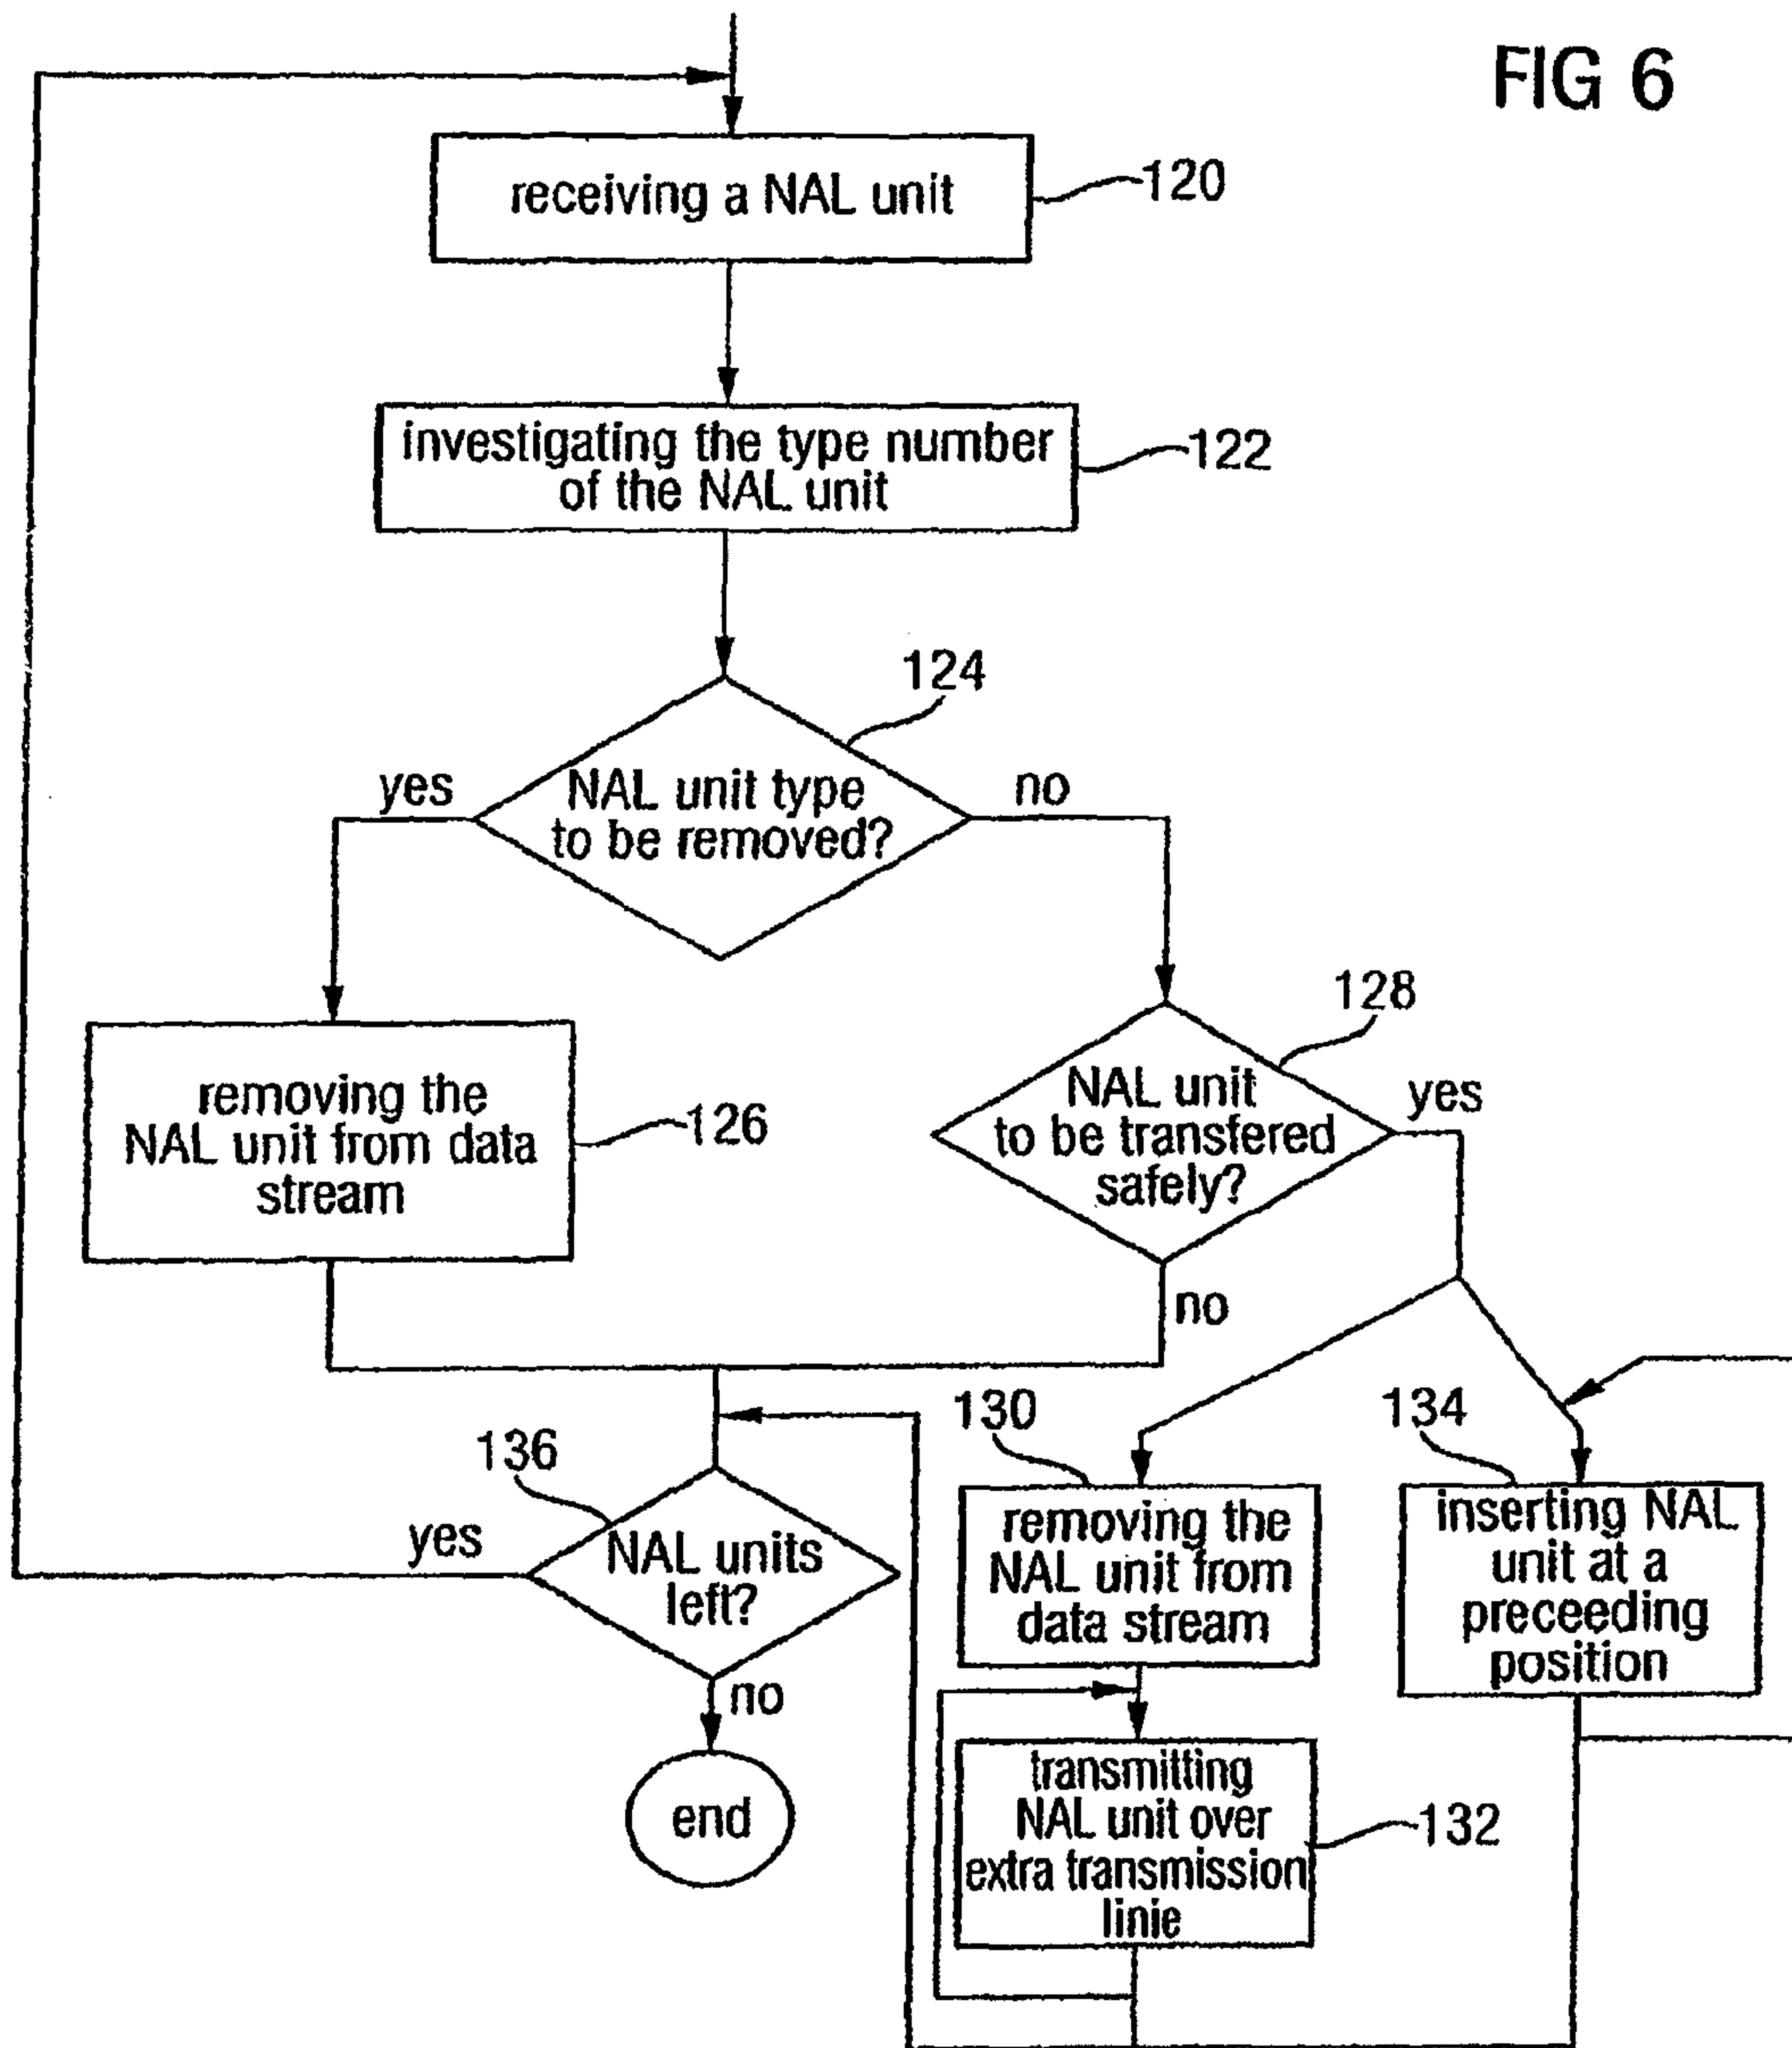 FIG 6
receiving a NAL unit
120
investigating the type number
of the NAL unit
122
124
yes
NAL unit type
to be removed?
no
128
removing the
NAL unit from data
stream
126
NAL unit
to be transfered
safely?
yes
no
130
134
136
yes
NAL units
left?
no
end
removing the
NAL unit from
data stream
inserting NAL
unit at a
preceeding
position
transmitting
NAL unit over
extra transmission
linie
132